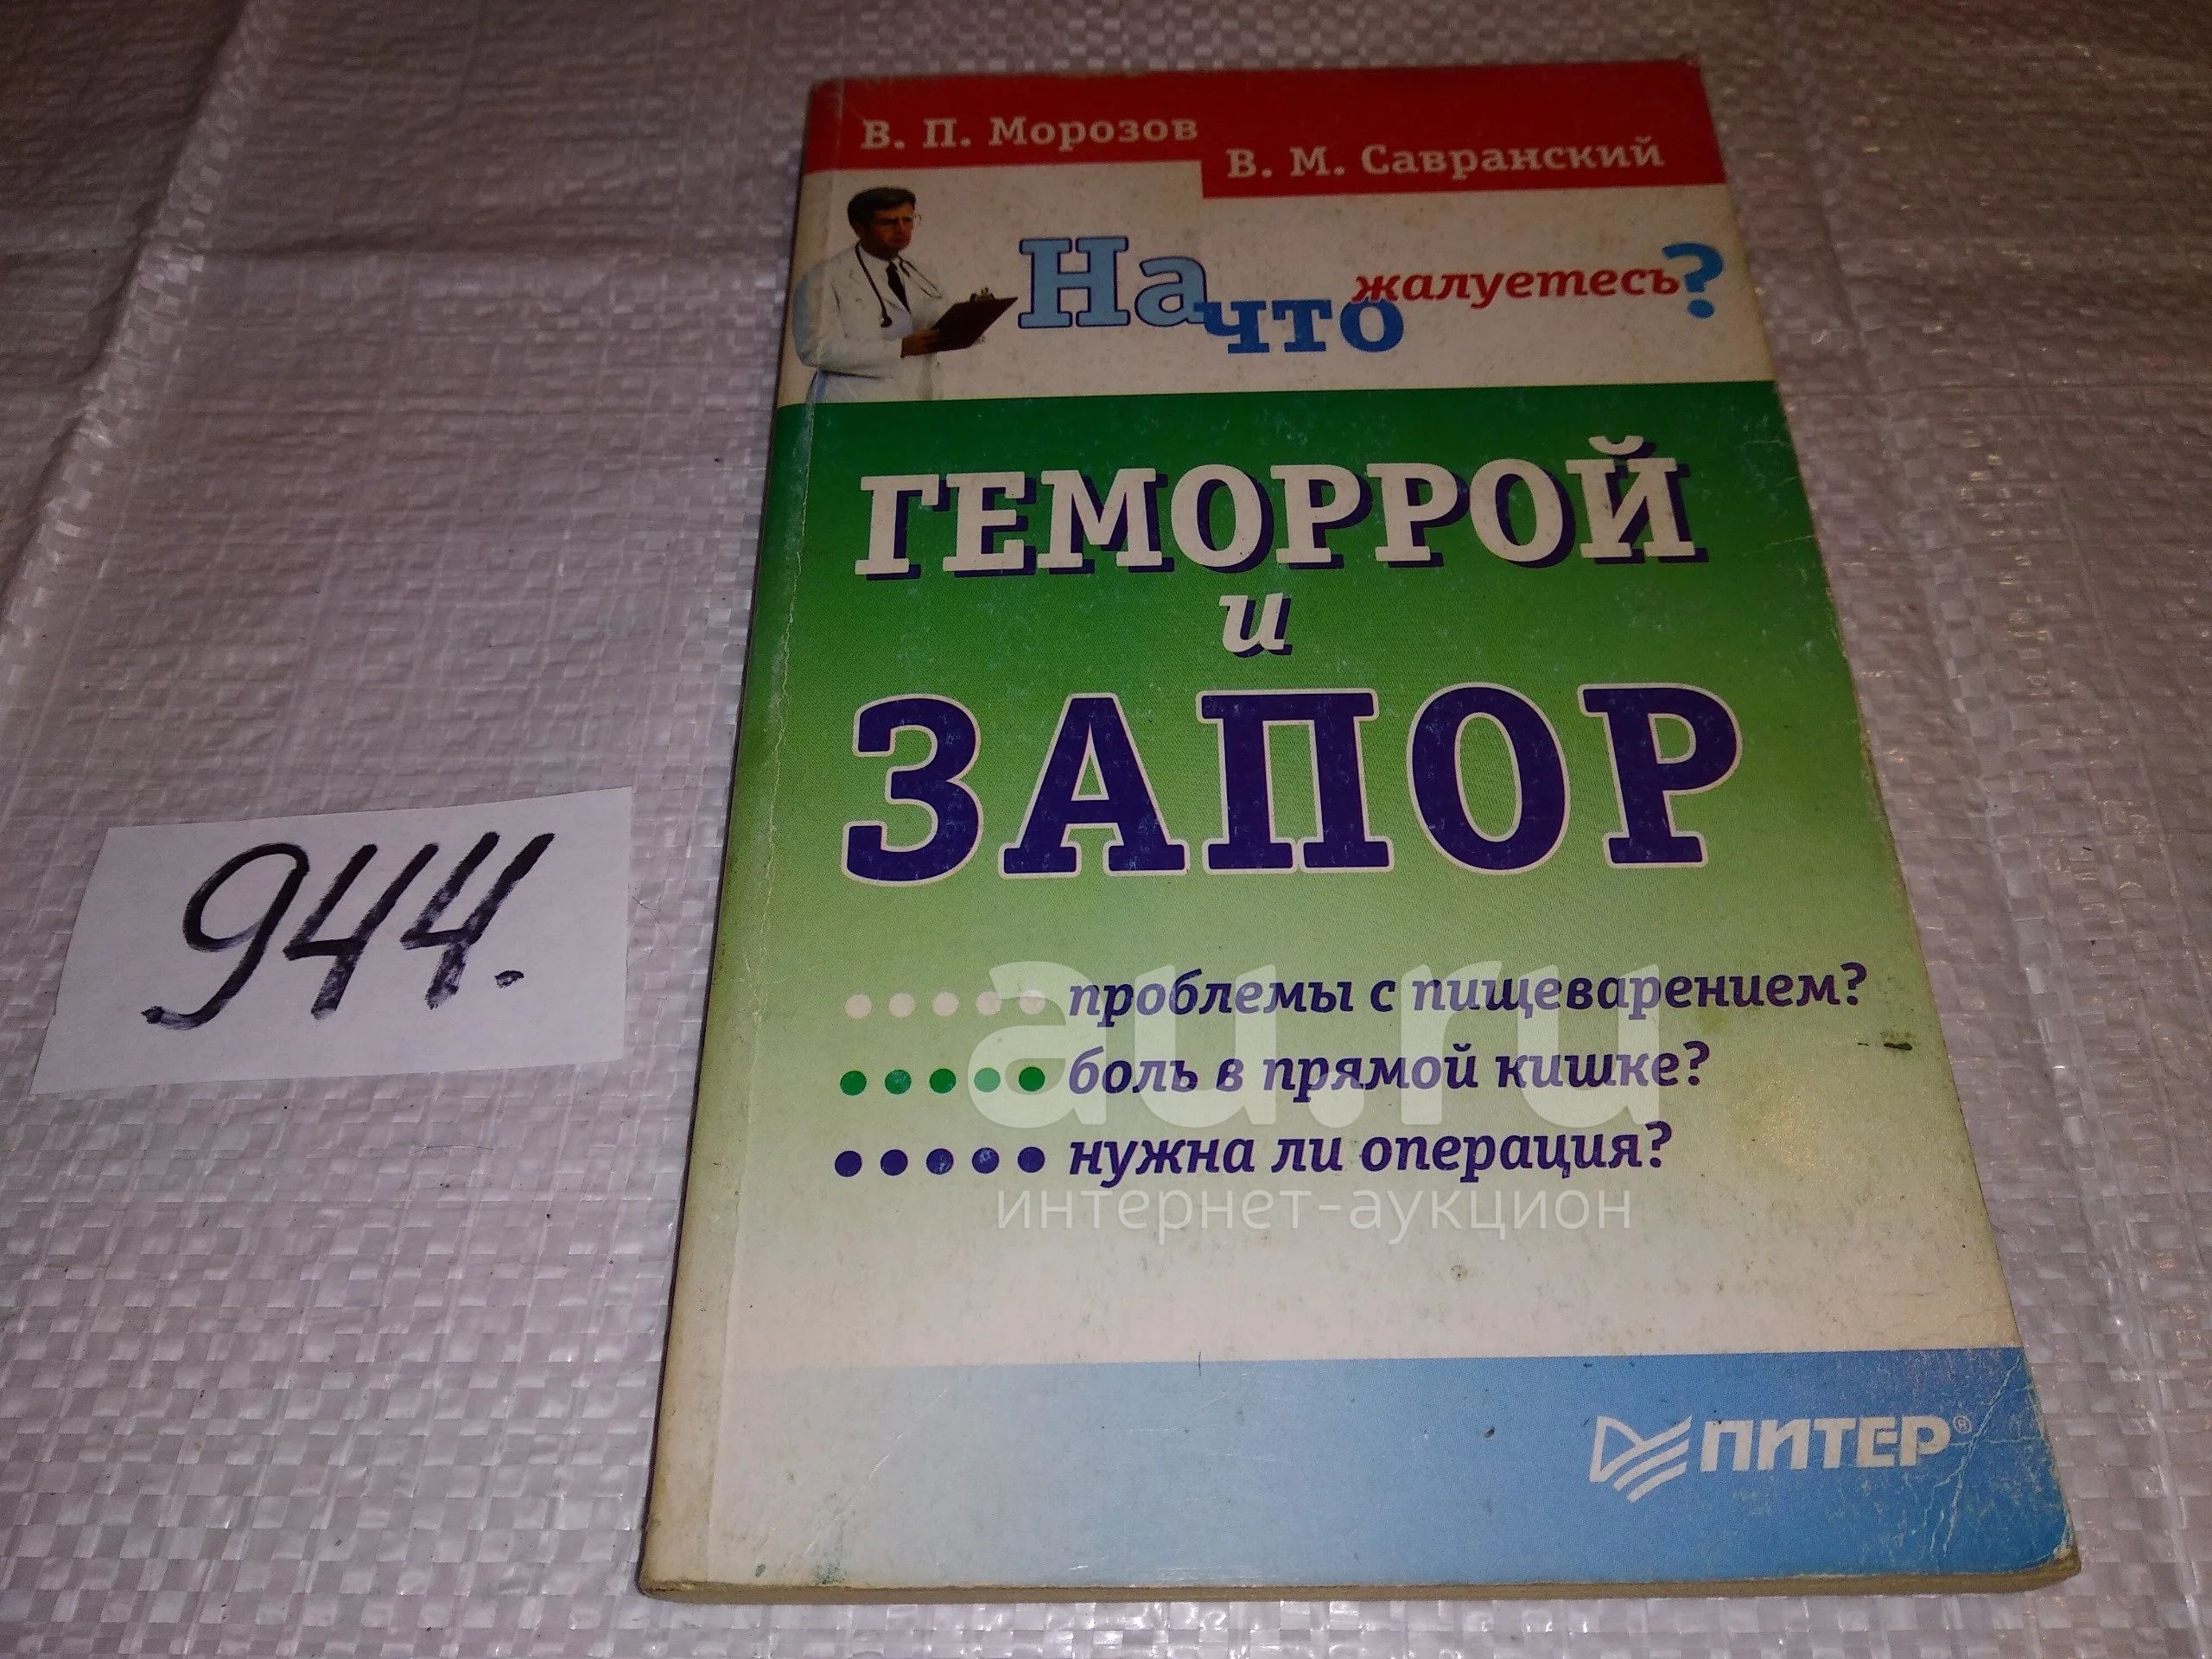 В. П. Морозов
В. М. Савранский
На что жалуетесь?
ГЕМОРРОЙ
и
ЗАПОР
проблемы с пищеварением?
боль в прямой кишке?
нужна ли операция?
au.ru
интернет-аукцион
ПИТЕР®
944.